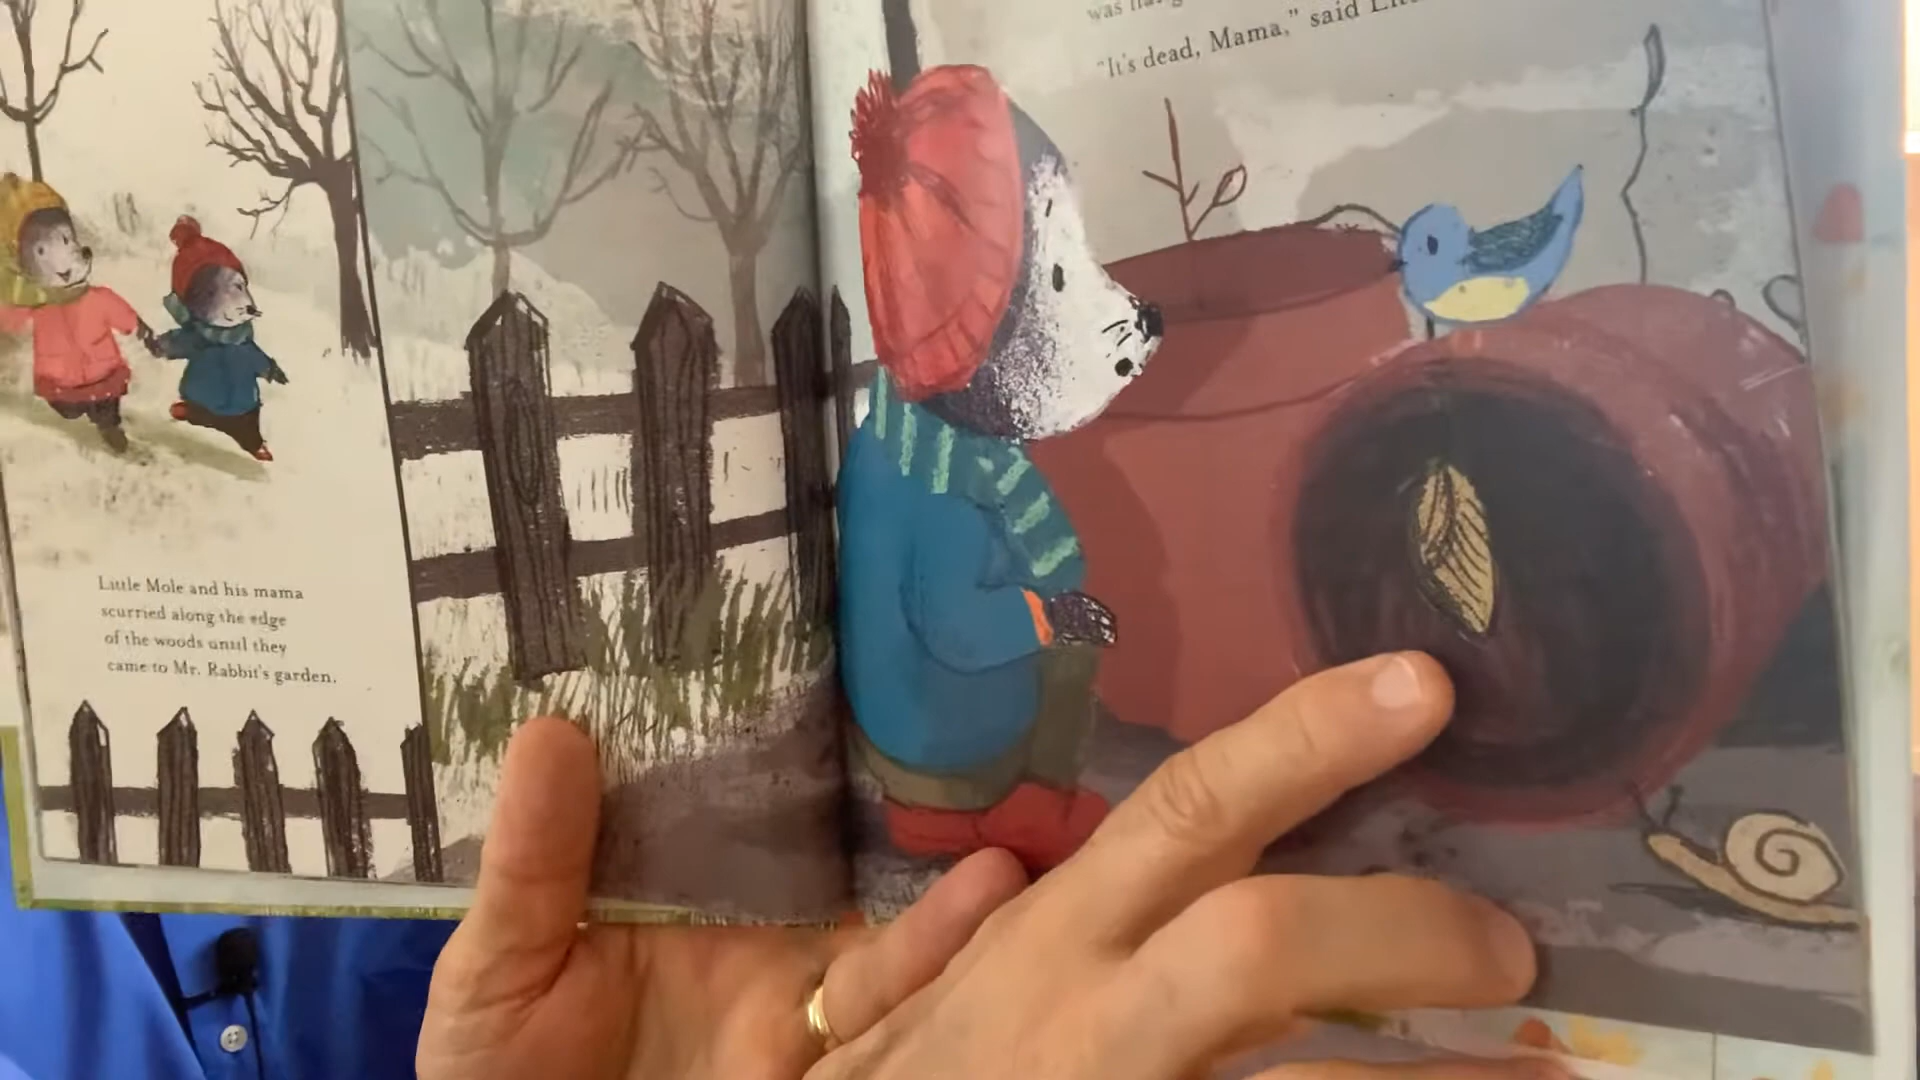 Little Mole and his mama
scurried along the edge
of the woods until they
came to Mr. Rabbit's garden.
was
"It's dead, Mama," said